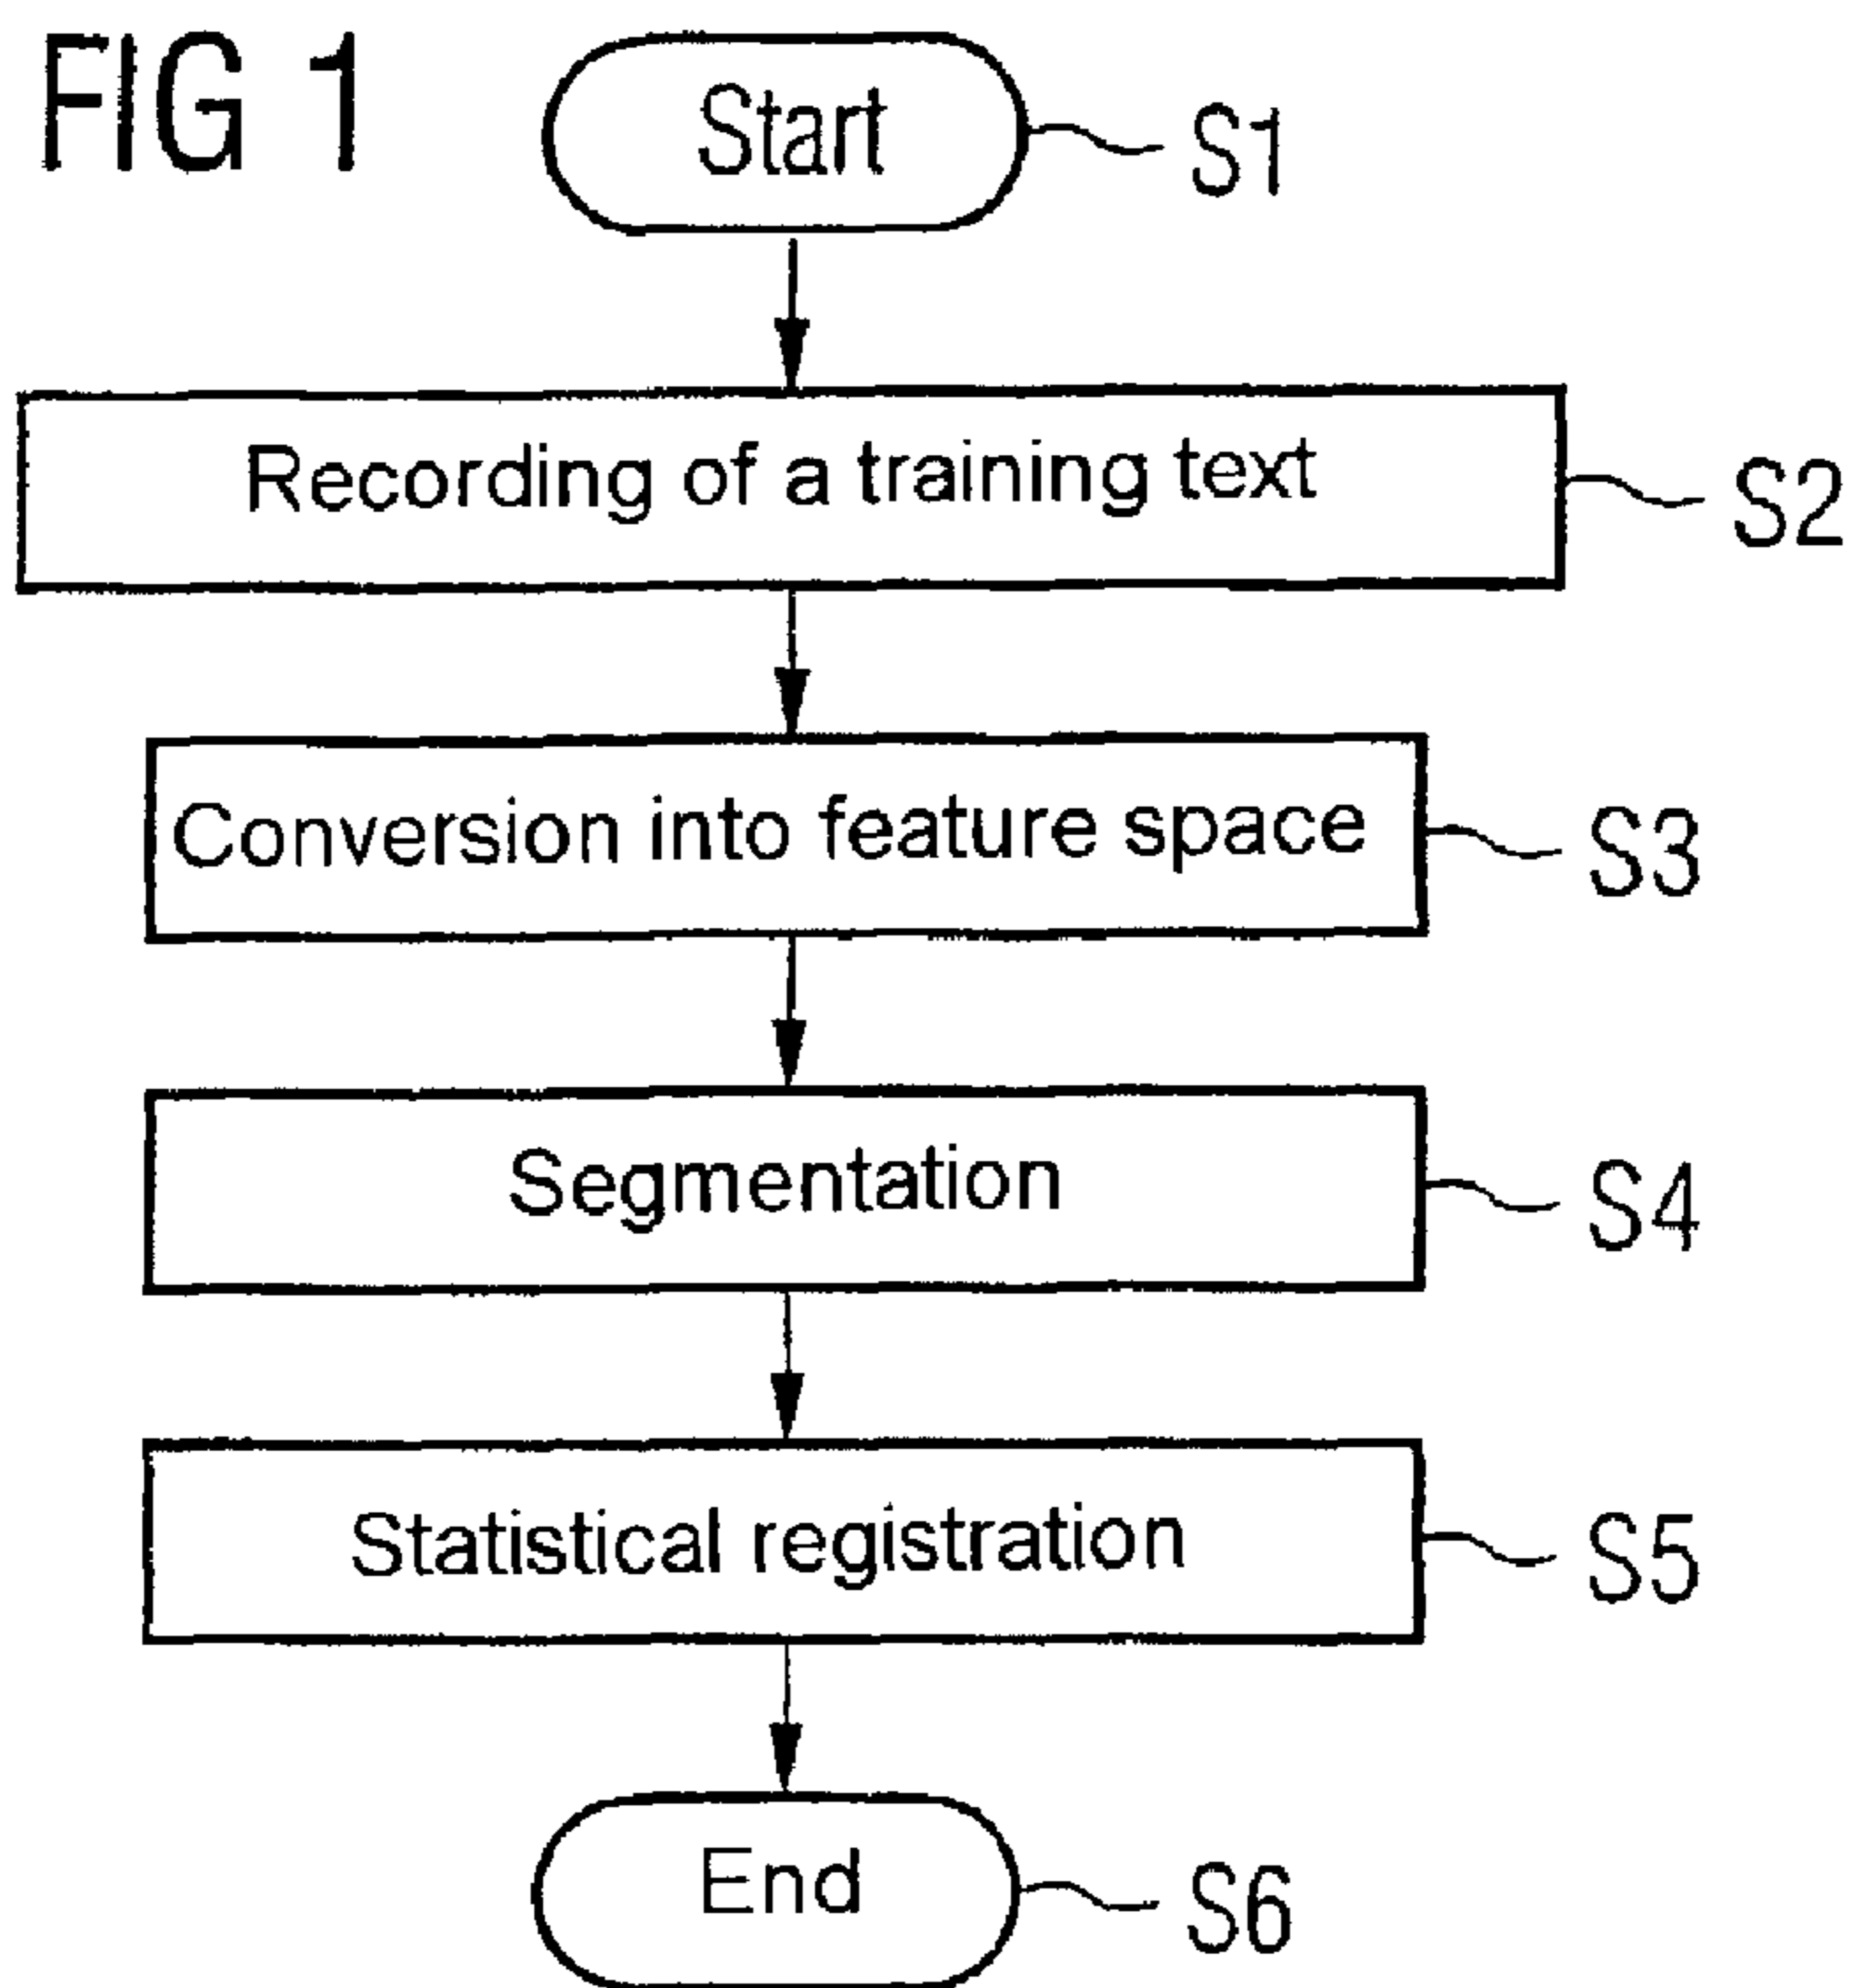 FIG 1
Start
S1
Recording of a training text
S2
Conversion into feature space
S3
Segmentation
S4
Statistical registration
S5
End
S6